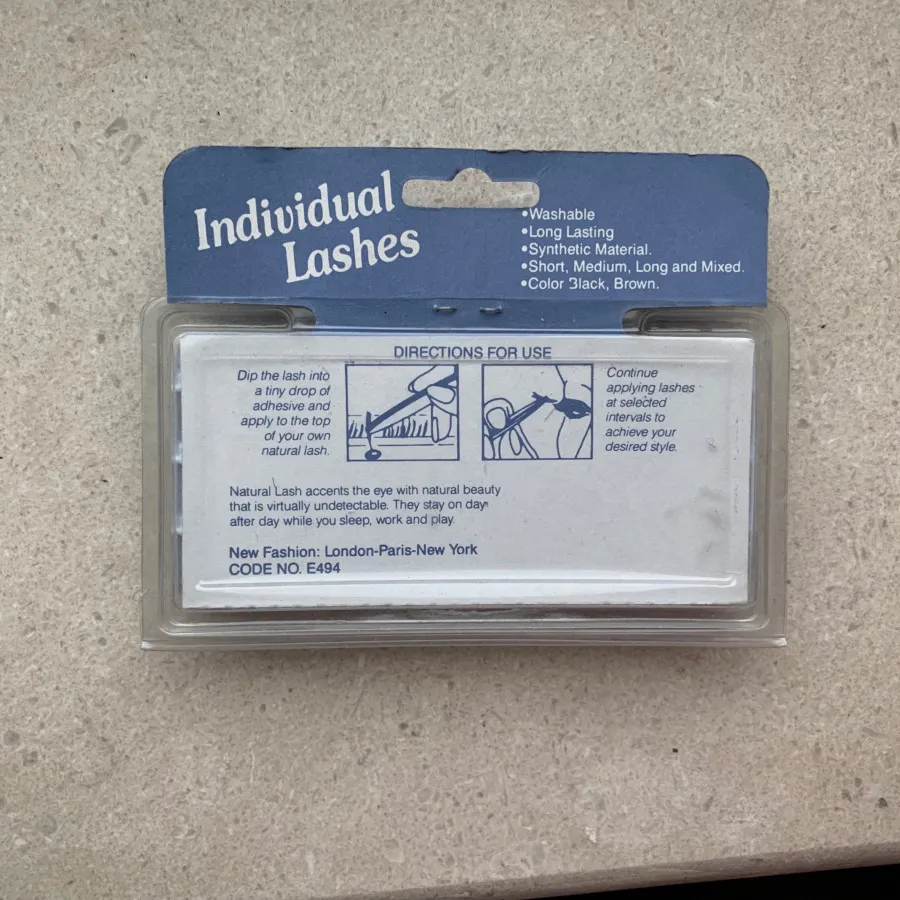 Individual
Lashes
•Washable
•Long Lasting
•Synthetic Material.
•Short, Medium, Long and Mixed.
•Color Black, Brown.
DIRECTIONS FOR USE
Dip the lash into
a tiny drop of
adhesive and
apply to the top
of your own
natural lash.
Continue
applying lashes
at selected
intervals to
achieve your
desired style.
Natural Lash accents the eye with natural beauty
that is virtually undetectable. They stay on day
after day while you sleep, work and play.
New Fashion: London-Paris-New York
CODE NO. E494